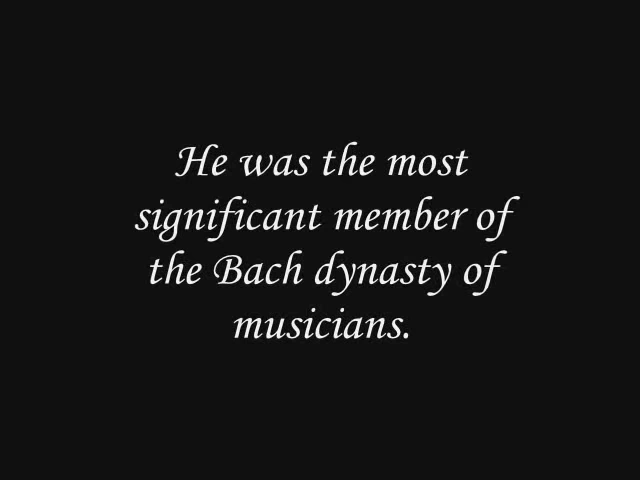 He was the most
significant member of
the Bach dynasty of
musicians.